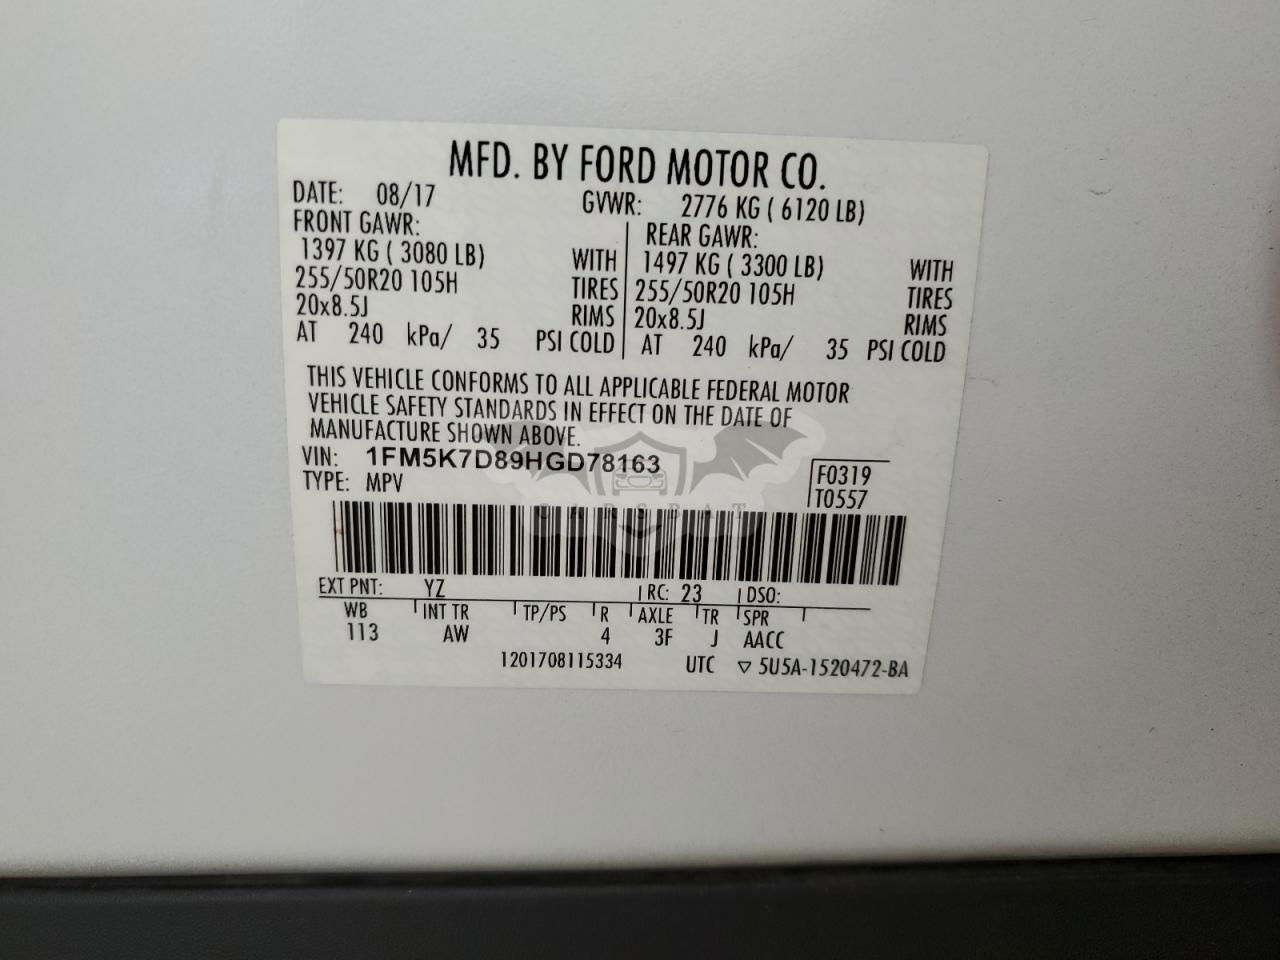 MFD. BY FORD MOTOR CO.
DATE: 08/17 GVWR: 2776 KG ( 6120 LB)
FRONT GAWR: REAR GAWR:
1397 KG ( 3080 LB) WITH 1497 KG ( 3300 LB) WITH
255/50R20 105H TIRES 255/50R20 105H TIRES
20x8.5J RIMS 20x8.5J RIMS
AT 240 kPa/ 35 PSI COLD AT 240 kPa/ 35 PSI COLD
THIS VEHICLE CONFORMS TO ALL APPLICABLE FEDERAL MOTOR
VEHICLE SAFETY STANDARDS IN EFFECT ON THE DATE OF
MANUFACTURE SHOWN ABOVE.
VIN: 1FM5K7D89HGD78163
TYPE: MPV
F0319
T0557
CARSBAT
EXT PNT: YZ RC: 23 DSO:
WB INT TR TP/PS R AXLE TR SPR
113 AW 4 3F J AACC
1201708115334 UTC ▽ 5U5A-1520472-BA